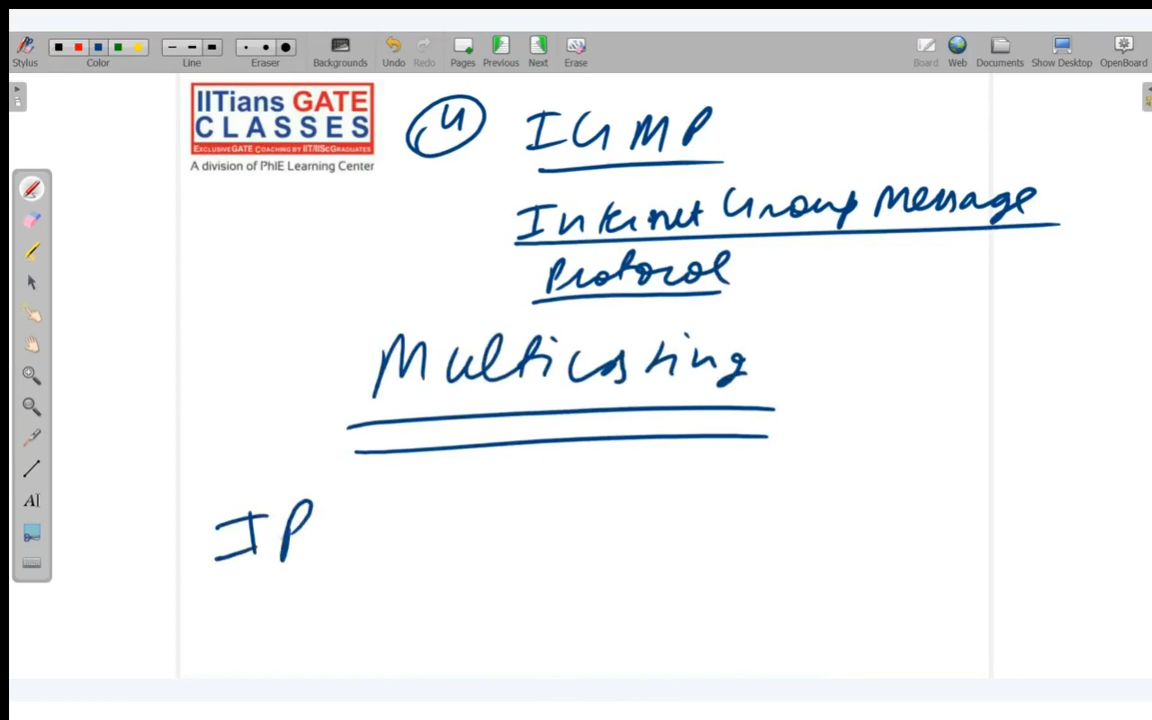 Stylus Color Line Eraser Backgrounds Undo Redo Pages Previous Next Erase Board Web Documents Show Desktop OpenBoard
IITians GATE
CLASSES
EXCLUSIVE GATE COACHING BY IIT/IISc GRADUATES
A division of PhIE Learning Center
4 IGMP
Internet Group Message
Protocol
Multicasting
IP
AI